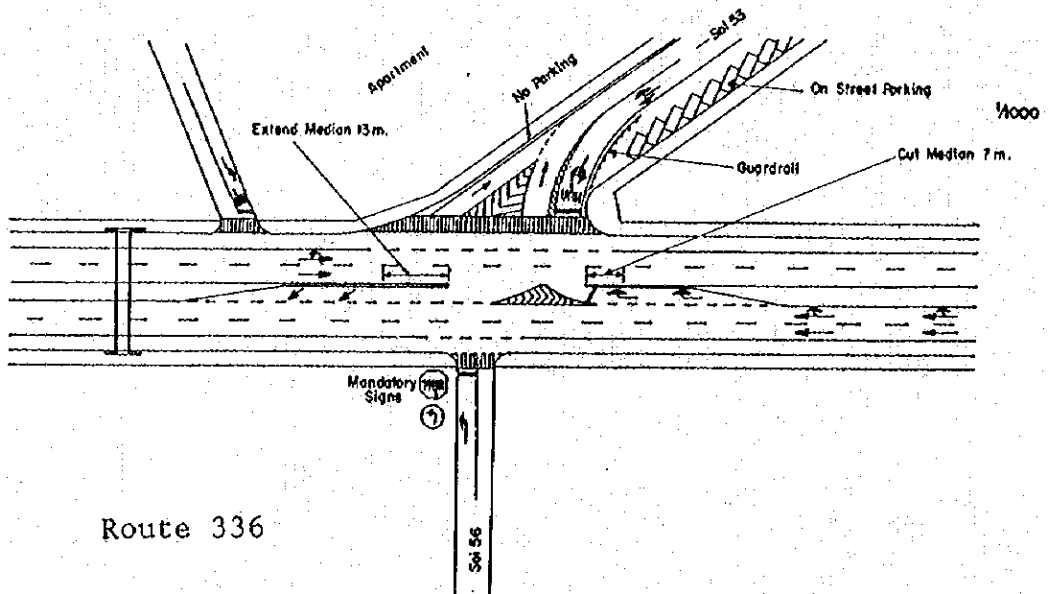 Soi 53
Apartment
No Parking
On Street Parking
1/1000
Extend Median 13 m.
Cut Median 7 m.
Guardrail
Mandatory
Signs
Route 336
Soi 56